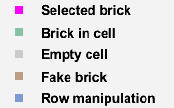 Selected brick
Brick in cell
Empty cell
Fake brick
Row manipulation